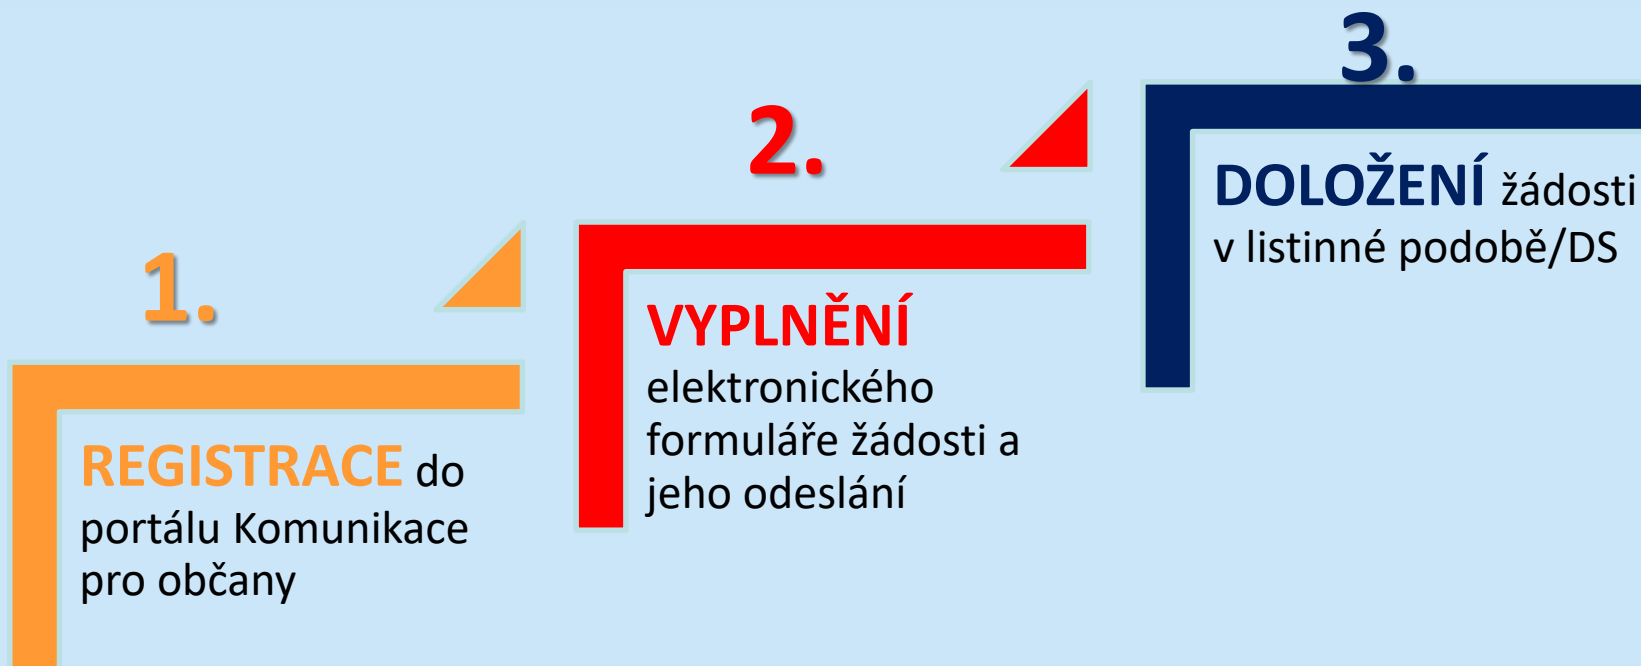 1.
REGISTRACE do
portálu Komunikace
pro občany
2.
VYPLNĚNÍ
elektronického
formuláře žádosti a
jeho odeslání
3.
DOLOŽENÍ žádosti
v listinné podobě/DS